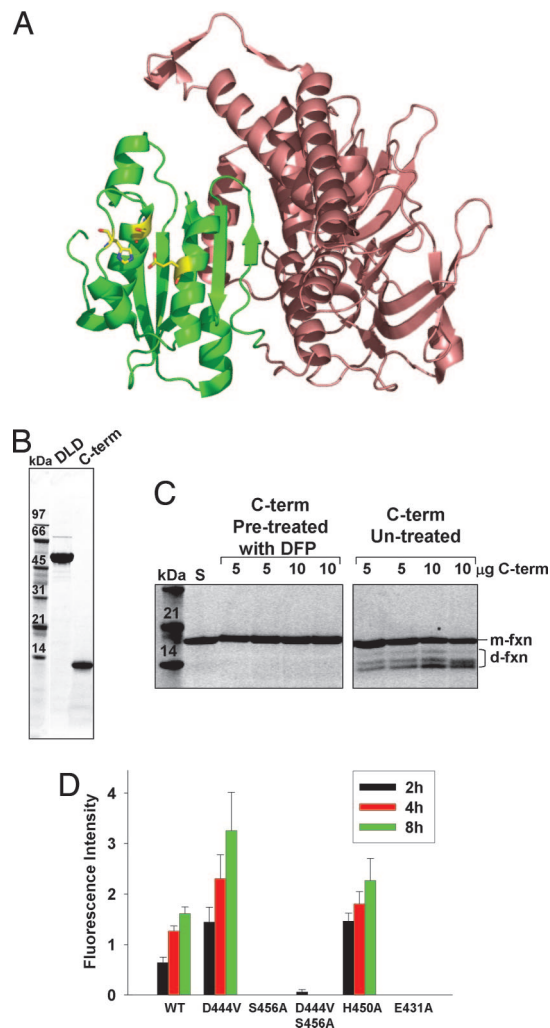 A
B
kDa DLD C-term
97
66
45
31
21
14
C
C-term
Pre-treated
with DFP
C-term
Un-treated
kDa S 5 5 10 10 5 5 10 10 μg C-term
21
14
m-fxn
d-fxn
D
Fluorescence Intensity
4
3
2
1
0
2h
4h
8h
WT D444V S456A D444V S456A H450A E431A